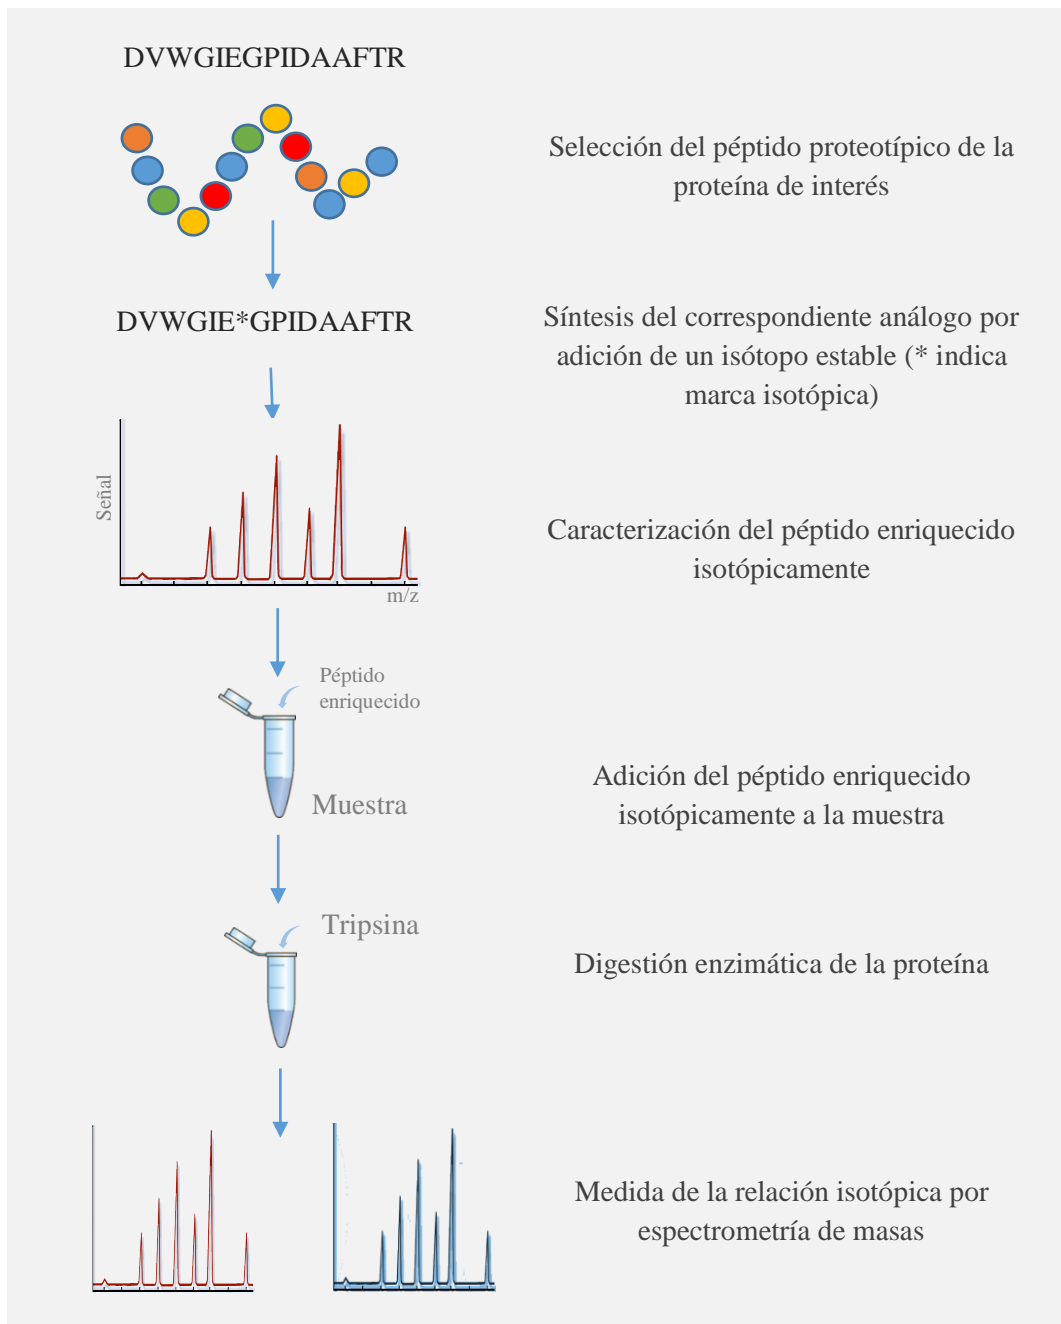 DVWGIEGPIDAAFTR
Selección del péptido proteotípico de la
proteína de interés
DVWGIE*GPIDAAFTR
Síntesis del correspondiente análogo por
adición de un isótopo estable (* indica
marca isotópica)
Señal
m/z
Caracterización del péptido enriquecido
isotópicamente
Péptido
enriquecido
Muestra
Adición del péptido enriquecido
isotópicamente a la muestra
Tripsina
Digestión enzimática de la proteína
Medida de la relación isotópica por
espectrometría de masas